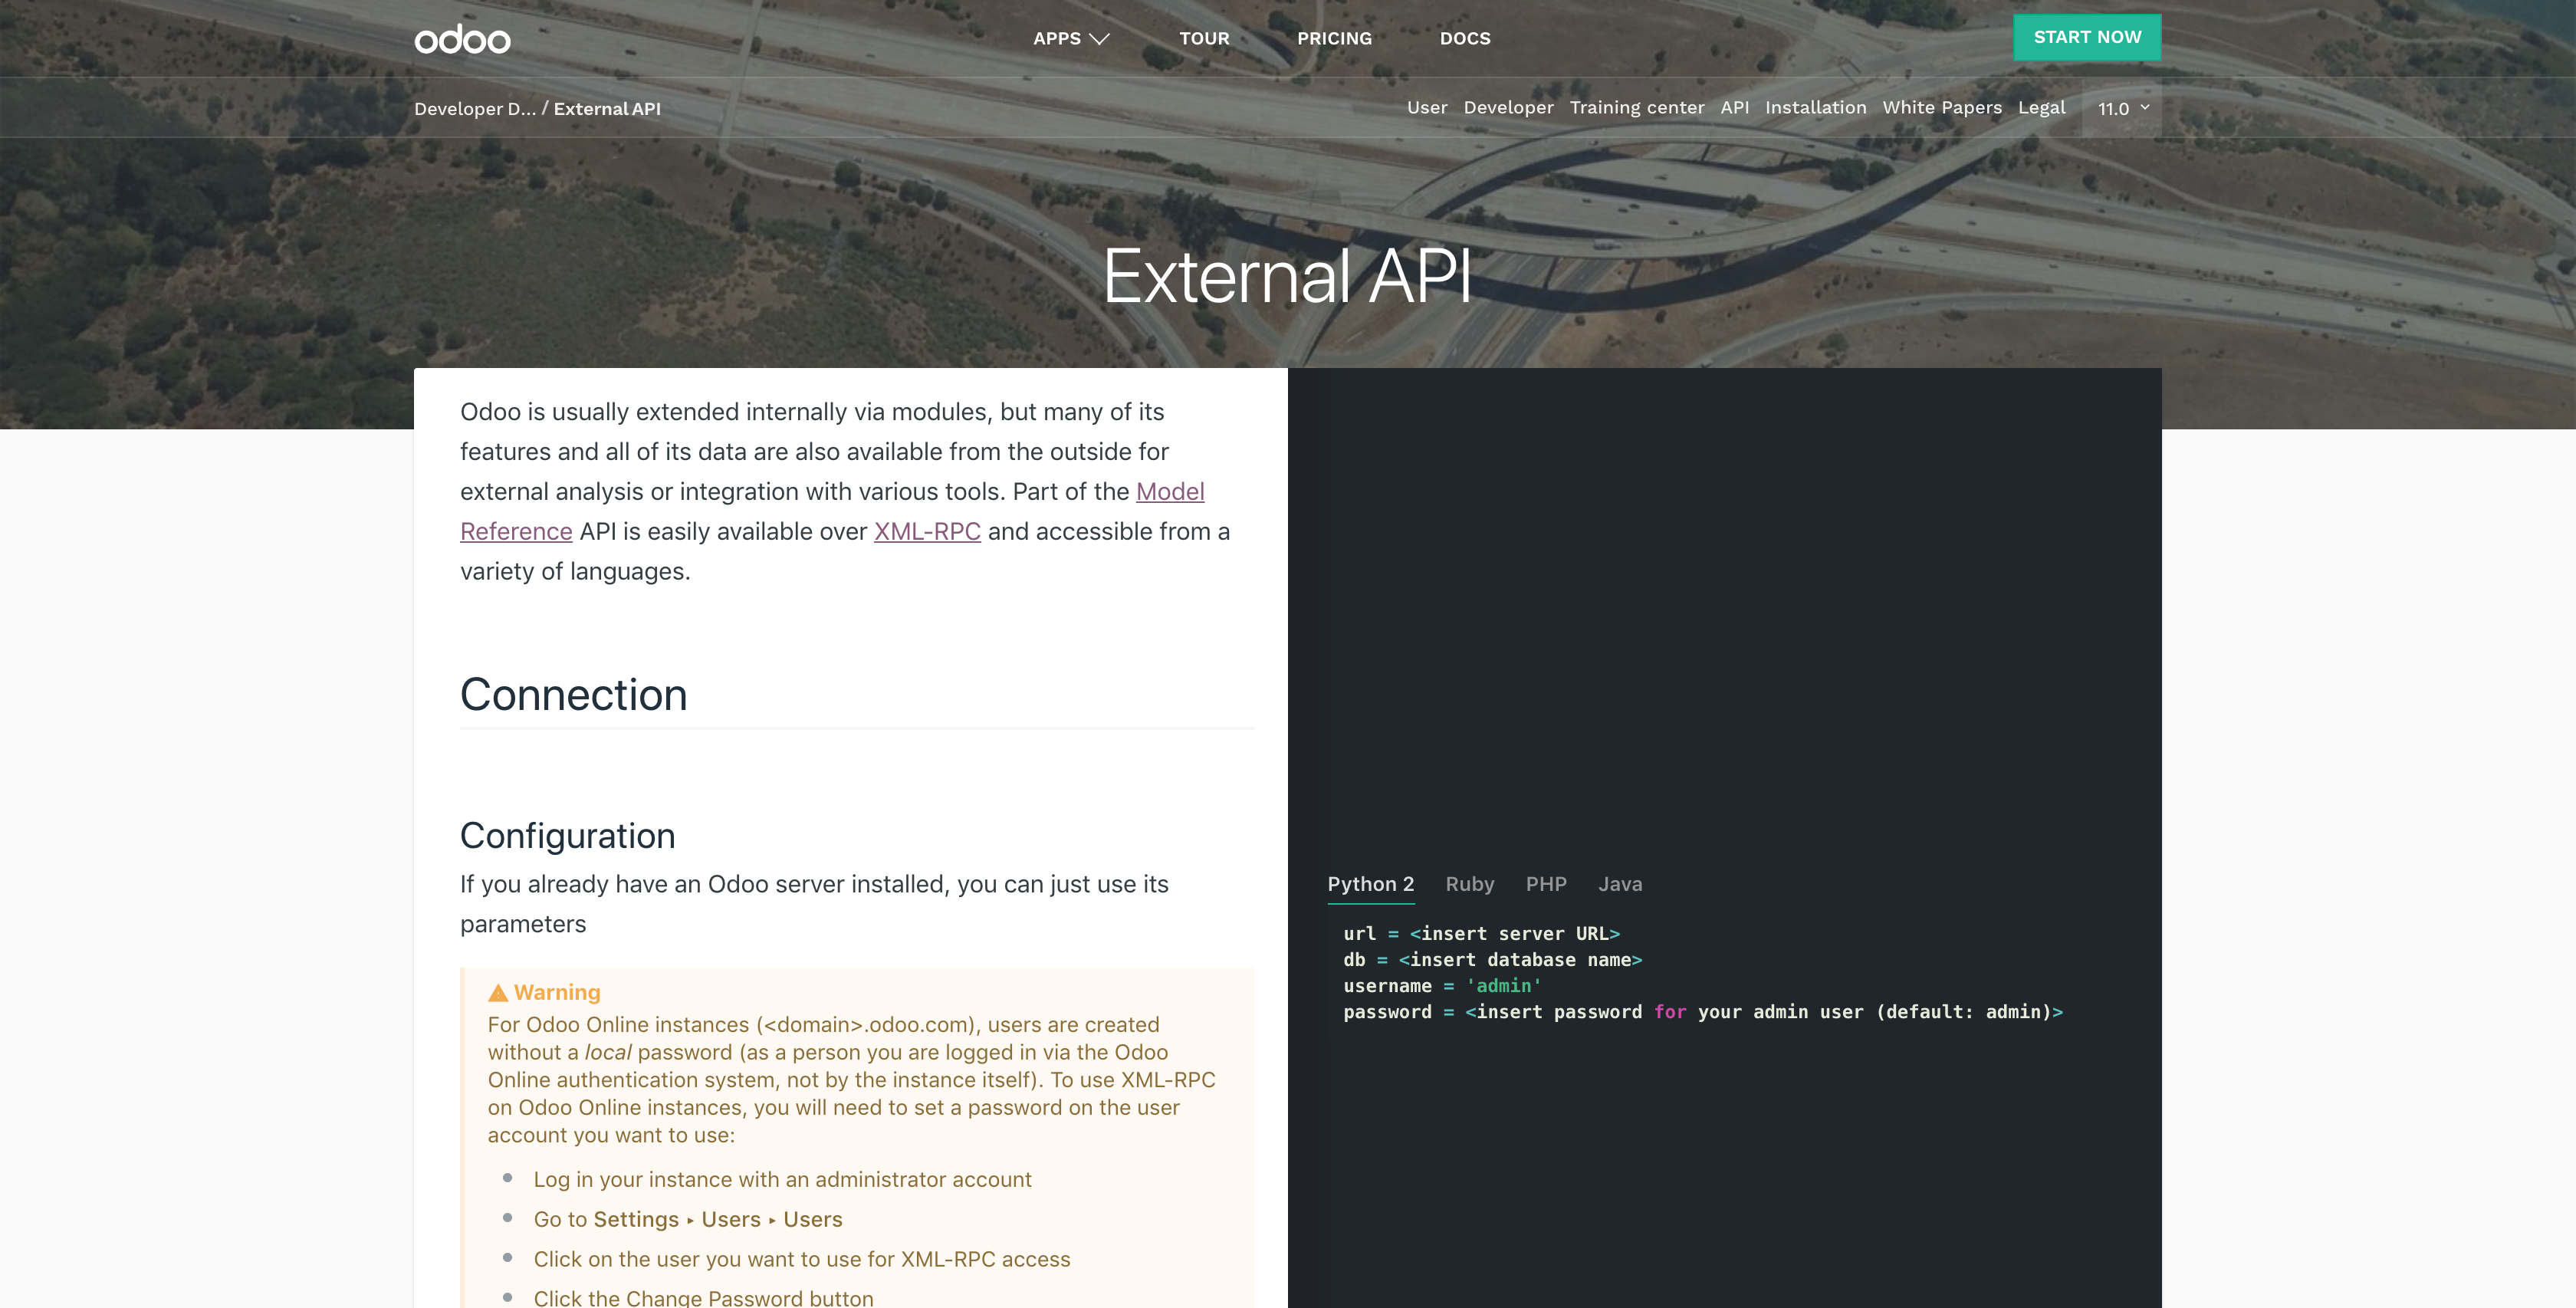 odoo
APPS
TOUR
PRICING
DOCS
START NOW
Developer D... / External API
User Developer Training center API Installation White Papers Legal 11.0
External API
Odoo is usually extended internally via modules, but many of its
features and all of its data are also available from the outside for
external analysis or integration with various tools. Part of the Model
Reference API is easily available over XML-RPC and accessible from a
variety of languages.
Connection
Configuration
If you already have an Odoo server installed, you can just use its
parameters
Warning
For Odoo Online instances (<domain>.odoo.com), users are created
without a local password (as a person you are logged in via the Odoo
Online authentication system, not by the instance itself). To use XML-RPC
on Odoo Online instances, you will need to set a password on the user
account you want to use:
Log in your instance with an administrator account
Go to Settings ‣ Users ‣ Users
Click on the user you want to use for XML-RPC access
Click the Change Password button
Python 2 Ruby PHP Java
url = <insert server URL>
db = <insert database name>
username = 'admin'
password = <insert password for your admin user (default: admin)>